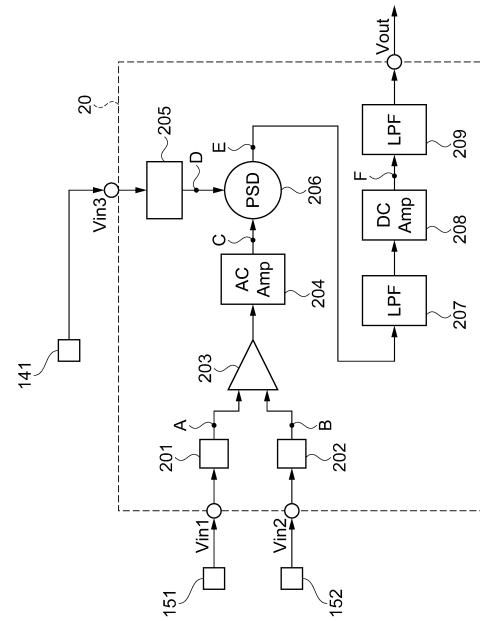 20
141
Vin3
205
D
E
PSD
206
C
AC
Amp
204
203
A
201
B
202
Vin1
Vin2
151
152
LPF
207
DC
Amp
208
F
LPF
209
Vout